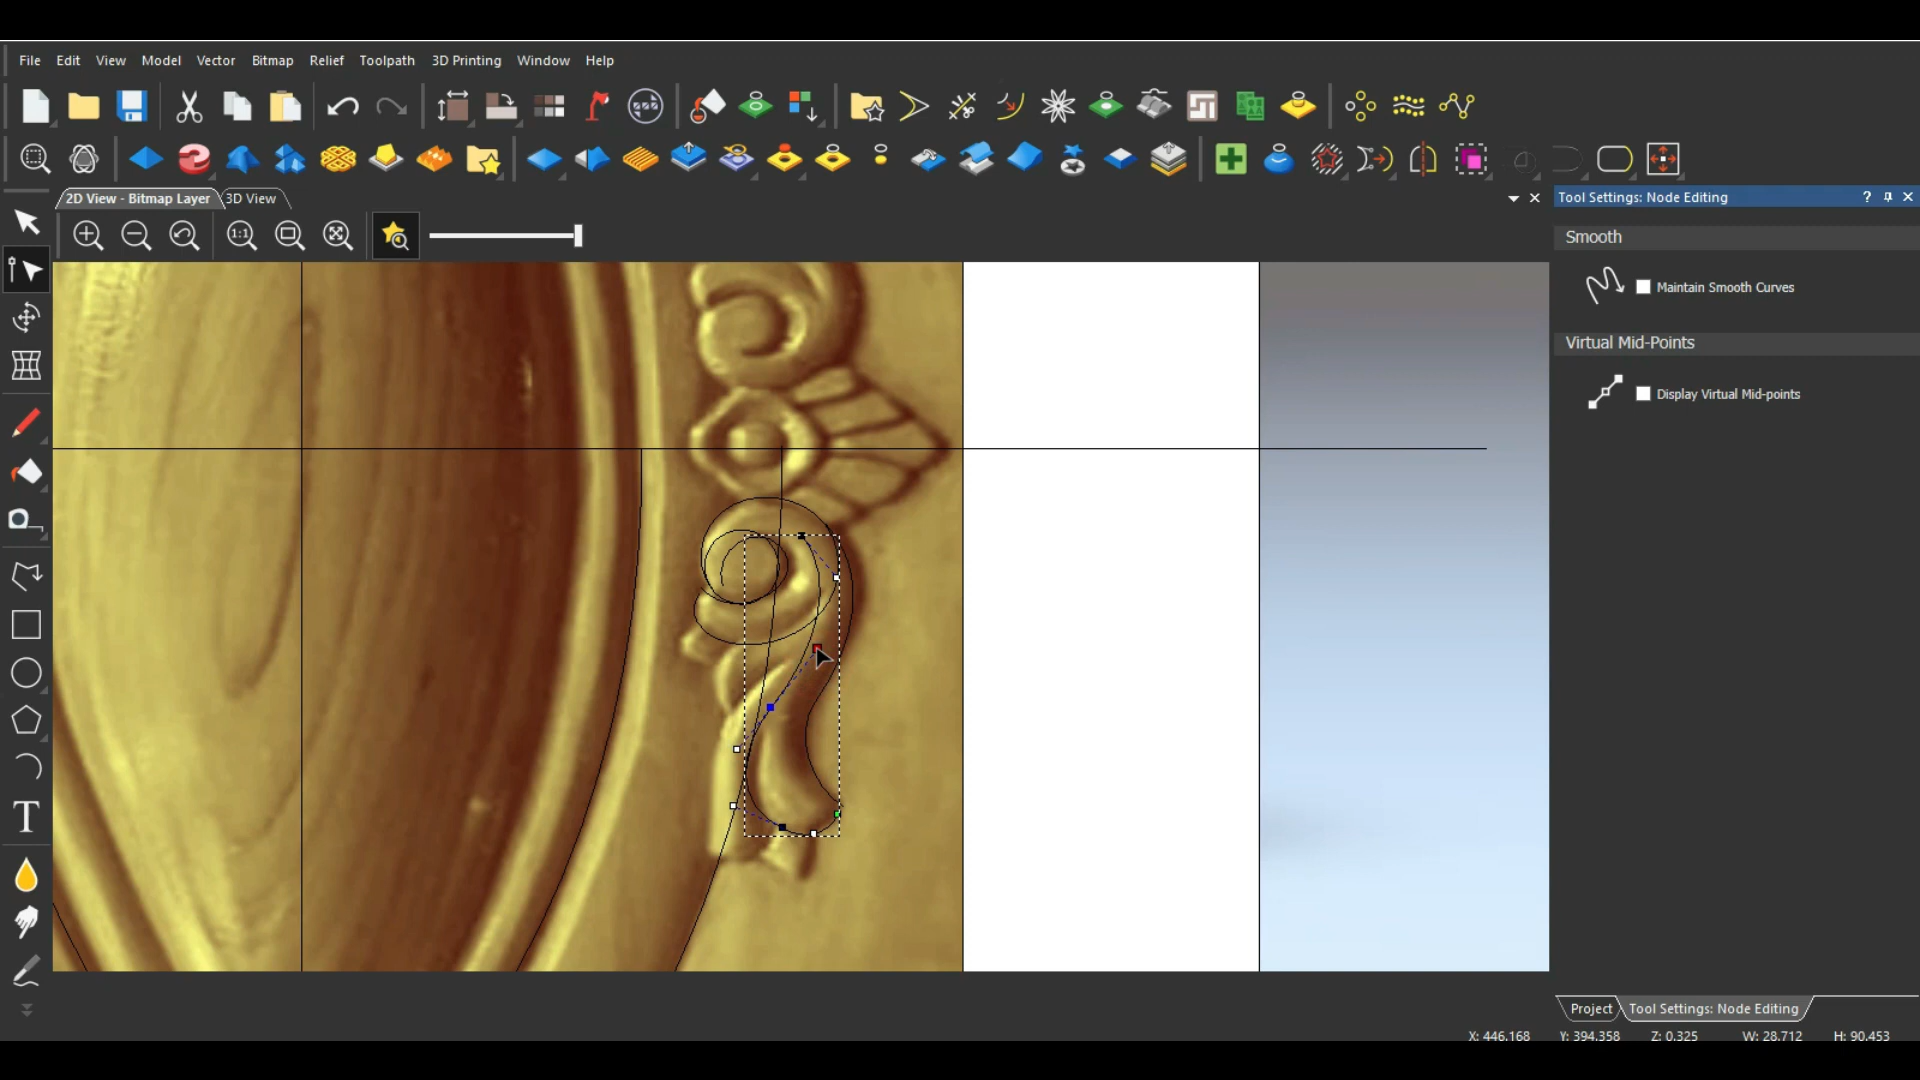 File Edit View Model Vector Bitmap Relief Toolpath 3D Printing Window Help
2D View - Bitmap Layer 3D View
1:1
Tool Settings: Node Editing
Smooth
Maintain Smooth Curves
Virtual Mid-Points
Display Virtual Mid-points
T
Project Tool Settings: Node Editing
X: 446.168 Y: 394.358 Z: 0.325 W: 28.712 H: 90.453